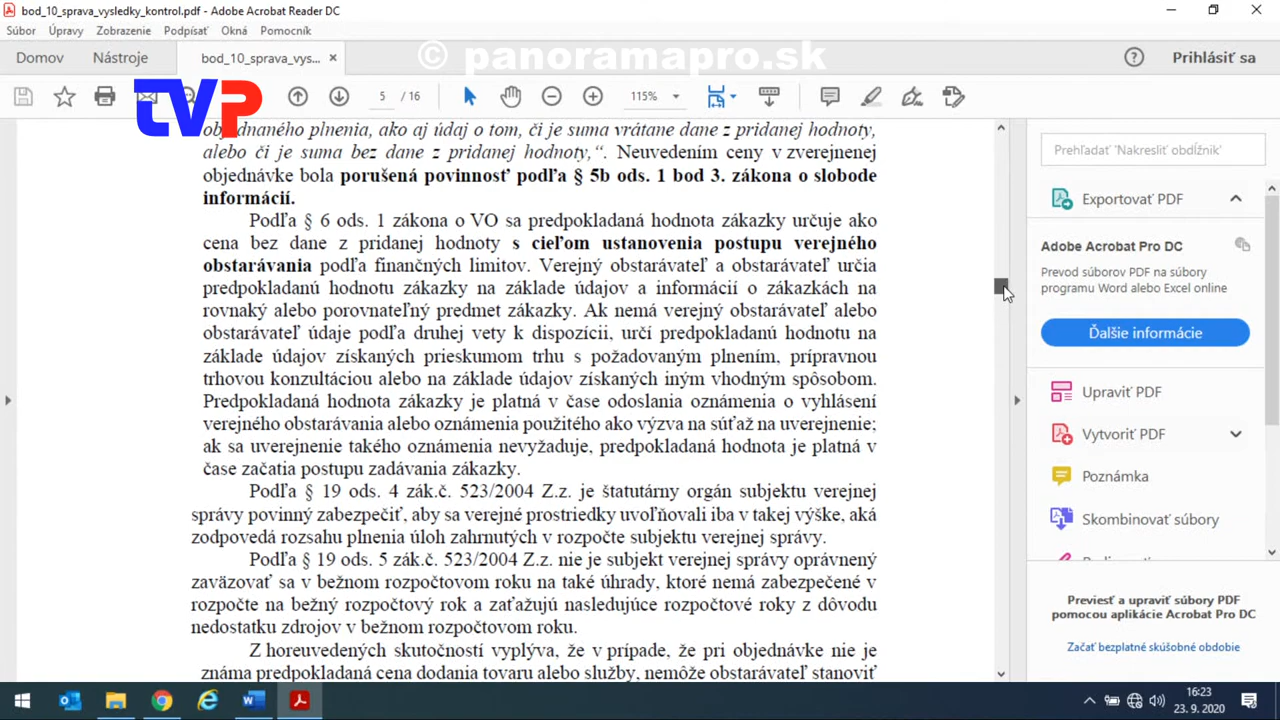 bod_10_sprava_vysledky_kontrol.pdf - Adobe Acrobat Reader DC
Súbor Úpravy Zobrazenie Podpísať Okná Pomocník
© panoramapro.sk
Domov Nástroje bod_10_sprava_vys... × Prihlásiť sa
TVP
5 / 16 115%
objednaného plnenia, ako aj údaj o tom, či je suma vrátane dane z pridanej hodnoty,
alebo či je suma bez dane z pridanej hodnoty,“. Neuvedením ceny v zverejnenej
objednávke bola porušená povinnosť podľa § 5b ods. 1 bod 3. zákona o slobode
informácií.
Podľa § 6 ods. 1 zákona o VO sa predpokladaná hodnota zákazky určuje ako
cena bez dane z pridanej hodnoty s cieľom ustanovenia postupu verejného
obstarávania podľa finančných limitov. Verejný obstarávateľ a obstarávateľ určia
predpokladanú hodnotu zákazky na základe údajov a informácií o zákazkách na
rovnaký alebo porovnateľný predmet zákazky. Ak nemá verejný obstarávateľ alebo
obstarávateľ údaje podľa druhej vety k dispozícii, určí predpokladanú hodnotu na
základe údajov získaných prieskumom trhu s požadovaným plnením, prípravnou
trhovou konzultáciou alebo na základe údajov získaných iným vhodným spôsobom.
Predpokladaná hodnota zákazky je platná v čase odoslania oznámenia o vyhlásení
verejného obstarávania alebo oznámenia použitého ako výzva na súťaž na uverejnenie;
ak sa uverejnenie takého oznámenia nevyžaduje, predpokladaná hodnota je platná v
čase začatia postupu zadávania zákazky.
Podľa § 19 ods. 4 zák.č. 523/2004 Z.z. je štatutárny orgán subjektu verejnej
správy povinný zabezpečiť, aby sa verejné prostriedky uvoľňovali iba v takej výške, aká
zodpovedá rozsahu plnenia úloh zahrnutých v rozpočte subjektu verejnej správy.
Podľa § 19 ods. 5 zák.č. 523/2004 Z.z. nie je subjekt verejnej správy oprávnený
zaväzovať sa v bežnom rozpočtovom roku na také úhrady, ktoré nemá zabezpečené v
rozpočte na bežný rozpočtový rok a zaťažujú nasledujúce rozpočtové roky z dôvodu
nedostatku zdrojov v bežnom rozpočtovom roku.
Z horeuvedených skutočností vyplýva, že v prípade, že pri objednávke nie je
známa predpokladaná cena dodania tovaru alebo služby, nemôže obstarávateľ stanoviť
Prehľadať 'Nakresliť obdĺžnik'
Exportovať PDF
Adobe Acrobat Pro DC
Prevod súborov PDF na súbory
programu Word alebo Excel online
Ďalšie informácie
Upraviť PDF
Vytvoriť PDF
Poznámka
Skombinovať súbory
Previesť a upraviť súbory PDF
pomocou aplikácie Acrobat Pro DC
Začať bezplatné skúšobné obdobie
16:23
23. 9. 2020